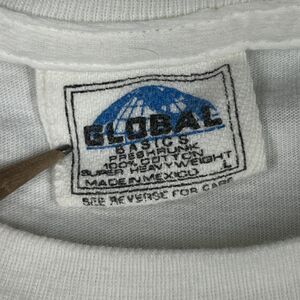 GLOBAL
BASICS
PRESHRUNK
100% COTTON
SUPER HEAVYWEIGHT
L
MADE IN MEXICO
SEE REVERSE FOR CARE